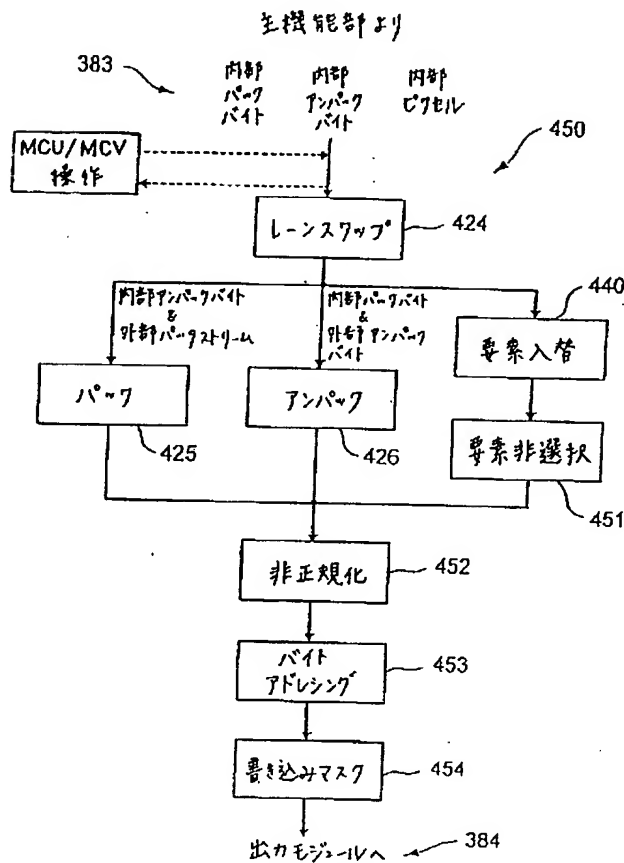 主機能部より
383
内部
パック
バイト
内部
アンパック
バイト
内部
ピクセル
450
MCU/MCV
操作
レーンスワップ
424
内部アンパックバイト
&
外部パックストリーム
内部パックバイト
&
外部アンパック
バイト
440
要素入替
パック
425
アンパック
426
要素非選択
451
非正規化
452
バイト
アドレシング
453
書き込みマスク
454
出力モジュールへ
384